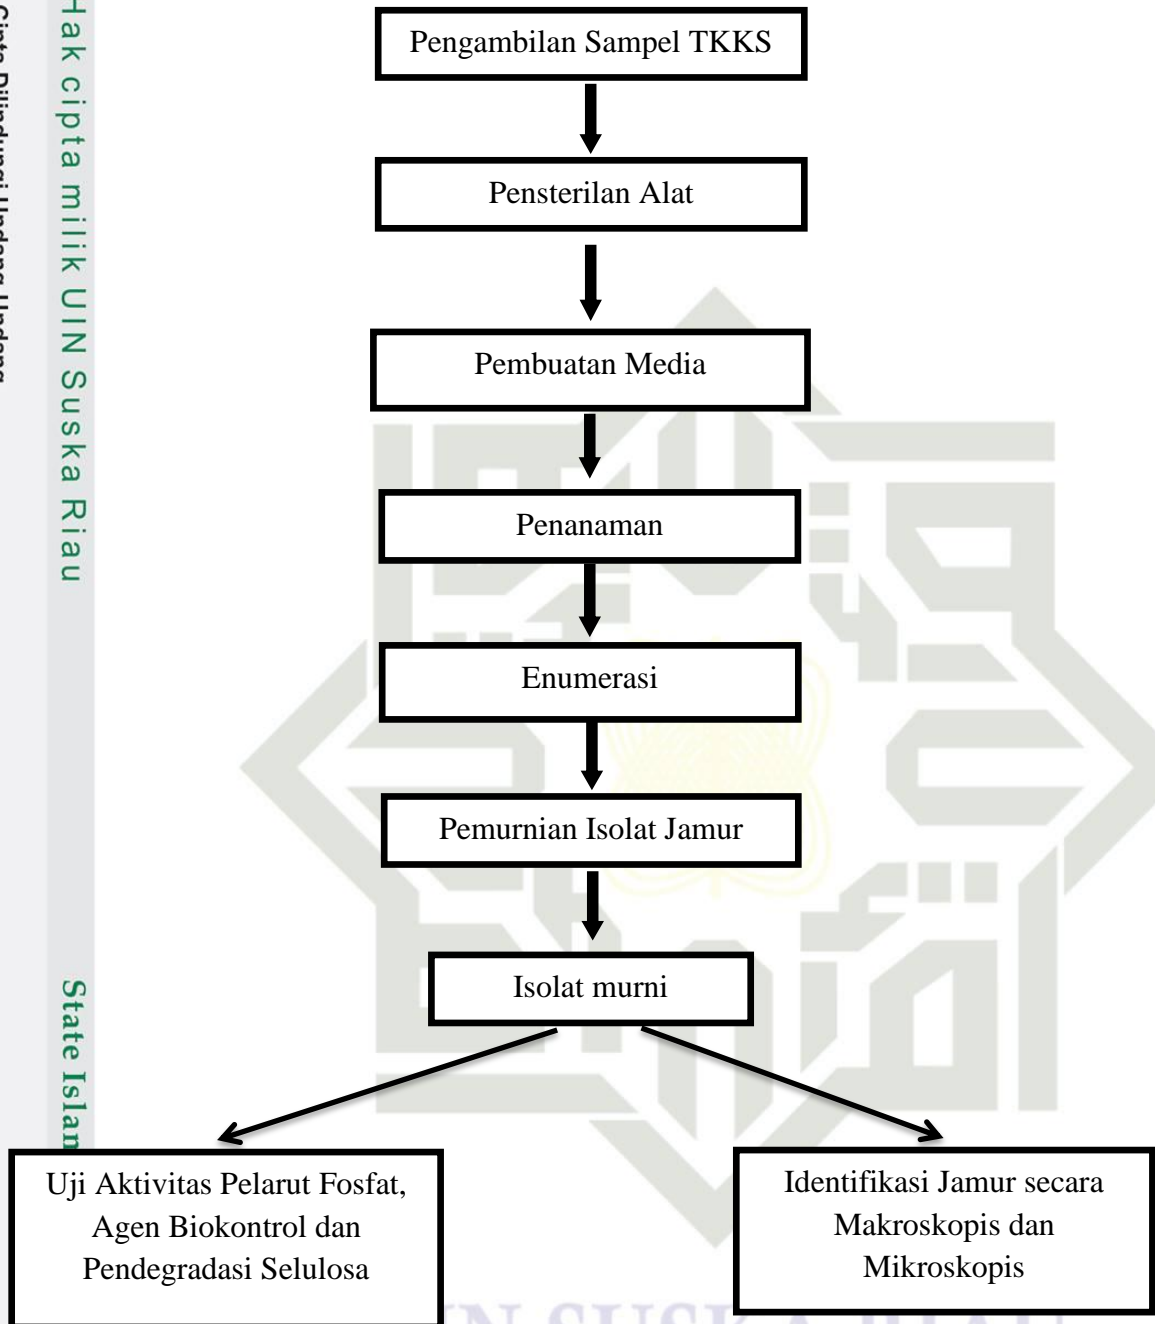 Hak cipta milik UIN Suska Riau
State Islam
Pengambilan Sampel TKKS
Pensterilan Alat
Pembuatan Media
Penanaman
Enumerasi
Pemurnian Isolat Jamur
Isolat murni
Uji Aktivitas Pelarut Fosfat,
Agen Biokontrol dan
Pendegradasi Selulosa
Identifikasi Jamur secara
Makroskopis dan
Mikroskopis